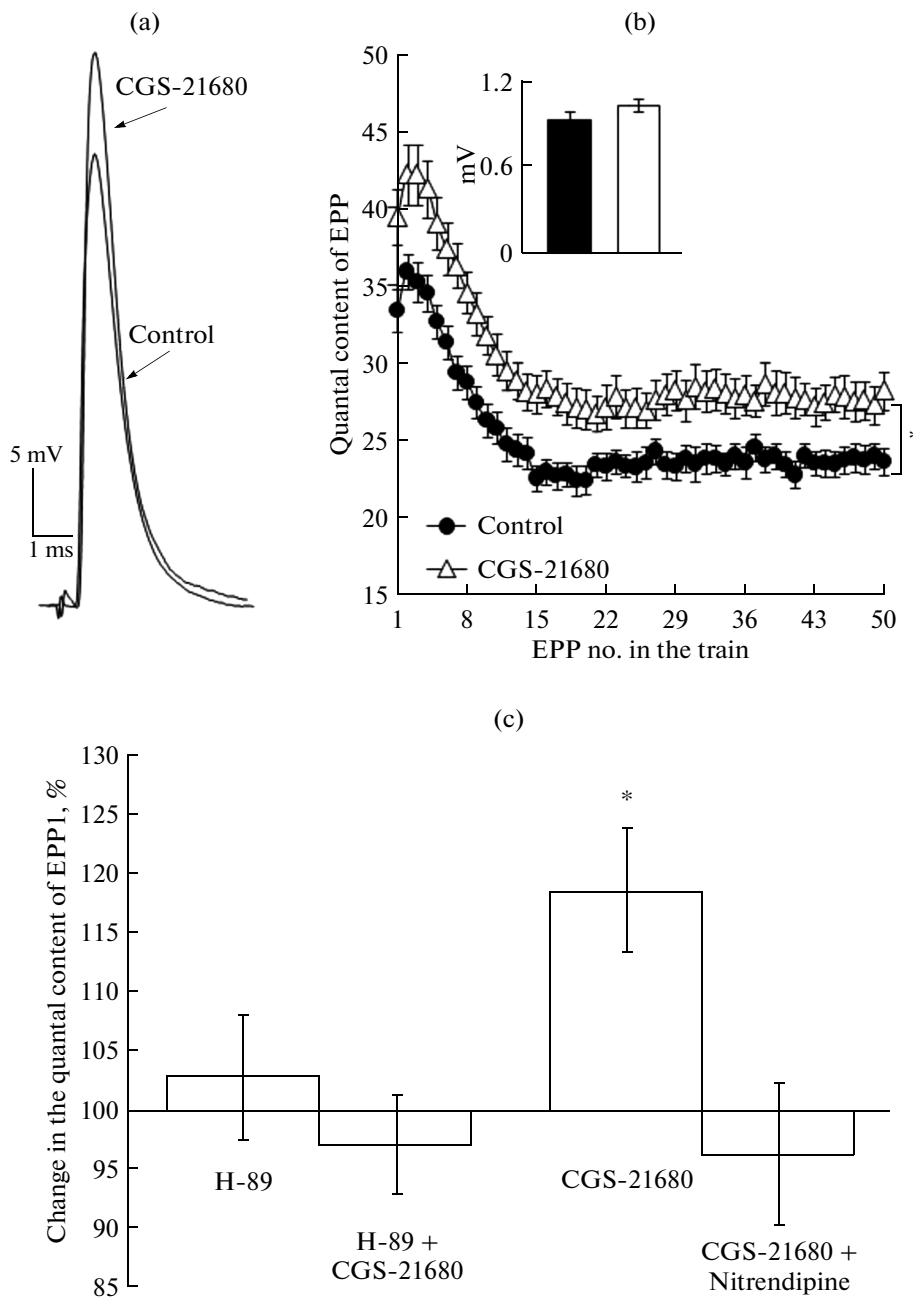 (a)
CGS-21680
Control
5 mV
1 ms
(b)
Quantal content of EPP
50
45
40
35
30
25
20
15
1
8
15
22
29
36
43
50
EPP no. in the train
Control
CGS-21680
mV
1.2
0.6
0
*
(c)
Change in the quantal content of EPP1, %
130
125
120
115
110
105
100
95
90
85
H-89
H-89 +
CGS-21680
*
CGS-21680
CGS-21680 +
Nitrendipine